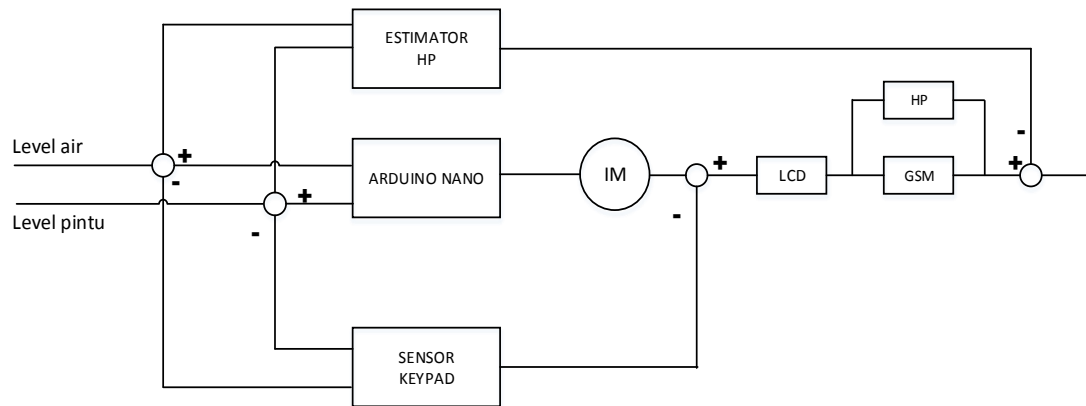 ESTIMATOR
HP
HP
Level air
+
-
-
+
ARDUINO NANO
IM
+
LCD
GSM
+
-
Level pintu
+
-
-
SENSOR
KEYPAD